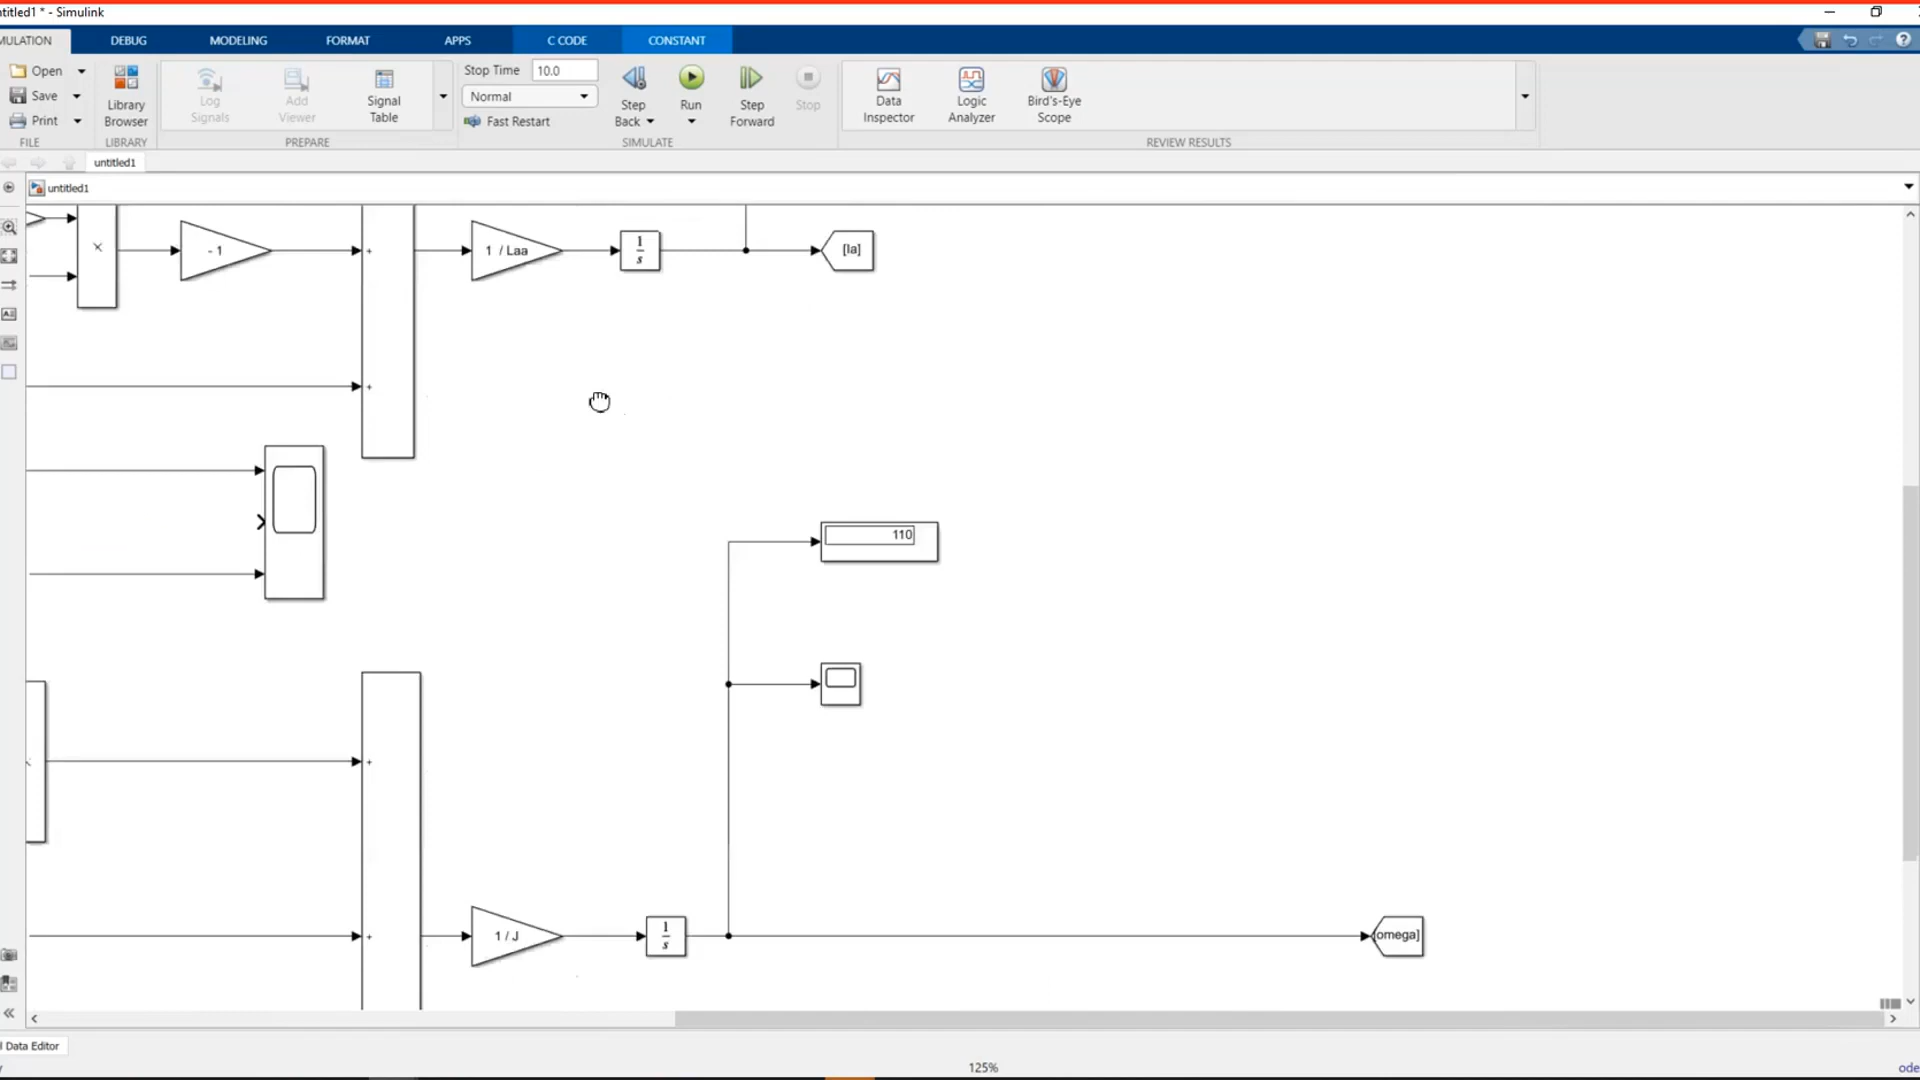 ntitled1 * - Simulink
MULATION DEBUG MODELING FORMAT APPS C CODE CONSTANT
Open
Save
Print
FILE
Library
Browser
LIBRARY
Log
Signals
Add
Viewer
Signal
Table
PREPARE
Stop Time 10.0
Normal
Fast Restart
Step
Back
Run
Step
Forward
Stop
SIMULATE
Data
Inspector
Logic
Analyzer
Bird's-Eye
Scope
REVIEW RESULTS
untitled1
untitled1
×
- 1
+
+
1 / Laa
1
s
[Ia]
110
+
+
1 / J
1
s
[omega]
l Data Editor
125%
ode